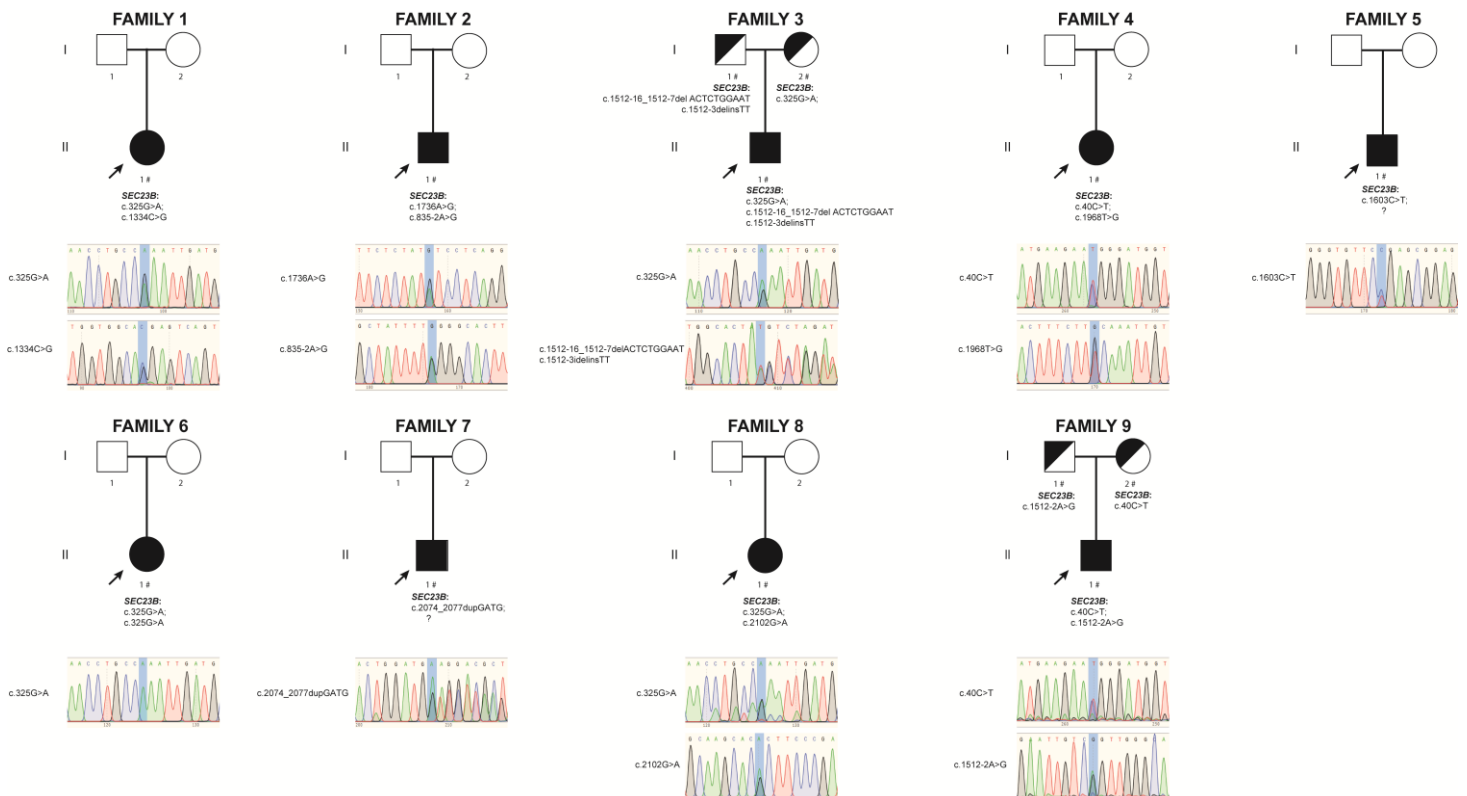 FAMILY 1
I
1
2
II
1 #
SEC23B:
c.325G>A;
c.1334C>G
c.325G>A
A A C C T G C C A A A T T G A T G
c.1334C>G
T G G T G G C A C G A G T C A G T
FAMILY 2
I
1
2
II
1 #
SEC23B:
c.1736A>G;
c.835-2A>G
c.1736A>G
T T C T C T A T G T C C T C A G G
c.835-2A>G
G C T A T T T T G G G G C A C T T
FAMILY 3
I
1 #
SEC23B:
c.1512-16_1512-7del ACTCTGGAAT
c.1512-3delinsTT
2 #
SEC23B:
c.325G>A;
II
1 #
SEC23B:
c.325G>A;
c.1512-16_1512-7del ACTCTGGAAT
c.1512-3delinsTT
c.325G>A
A A C C T G C C A A A T T G A T G
c.1512-16_1512-7delACTCTGGAAT
c.1512-3idelinsTT
T G G C A C T T T G T C T A G A T
FAMILY 4
I
1
2
II
1 #
SEC23B:
c.40C>T;
c.1968T>G
c.40C>T
A T G A A G A A T G G G A T G G T
c.1968T>G
A C T T T C T T G C A A A T T G T
FAMILY 5
I
II
1 #
SEC23B:
c.1603C>T;
?
c.1603C>T
G G G T G T T C C G A G C G G A G
FAMILY 6
I
1
2
II
1 #
SEC23B:
c.325G>A;
c.325G>A
c.325G>A
A A C C T G C C A A A T T G A T G
FAMILY 7
I
1
2
II
1 #
SEC23B:
c.2074_2077dupGATG;
?
c.2074_2077dupGATG
A C T G G A T G A A G G A C G C T
FAMILY 8
I
1
2
II
1 #
SEC23B:
c.325G>A;
c.2102G>A
c.325G>A
A A C C T G C C A A A T T G A T G
c.2102G>A
G C A A G C A C A C T T C C C G A
FAMILY 9
I
1 #
SEC23B:
c.1512-2A>G
2 #
SEC23B:
c.40C>T
II
1 #
SEC23B:
c.40C>T;
c.1512-2A>G
c.40C>T
A T G A A G A A T G G G A T G G T
c.1512-2A>G